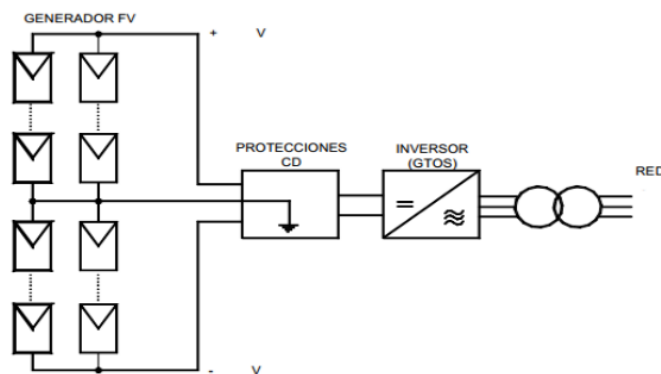 GENERADOR FV
+ V
PROTECCIONES
CD
INVERSOR
(GTOS)
RED
- V